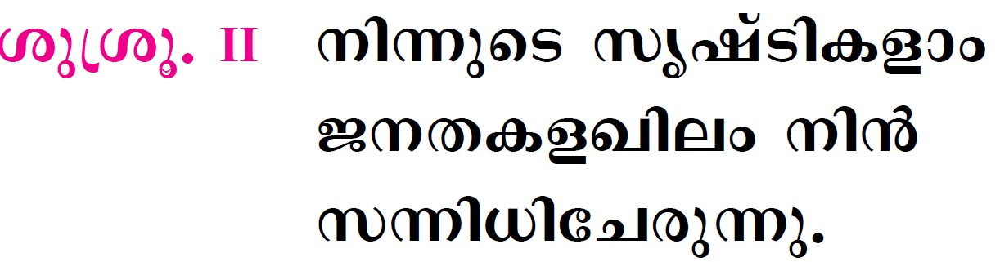 ശുശ്രൂ. II നിന്നുടെ സൃഷ്ടികളാം
ജനതകളഖിലം നിൻ
സന്നിധിചേരുന്നു.